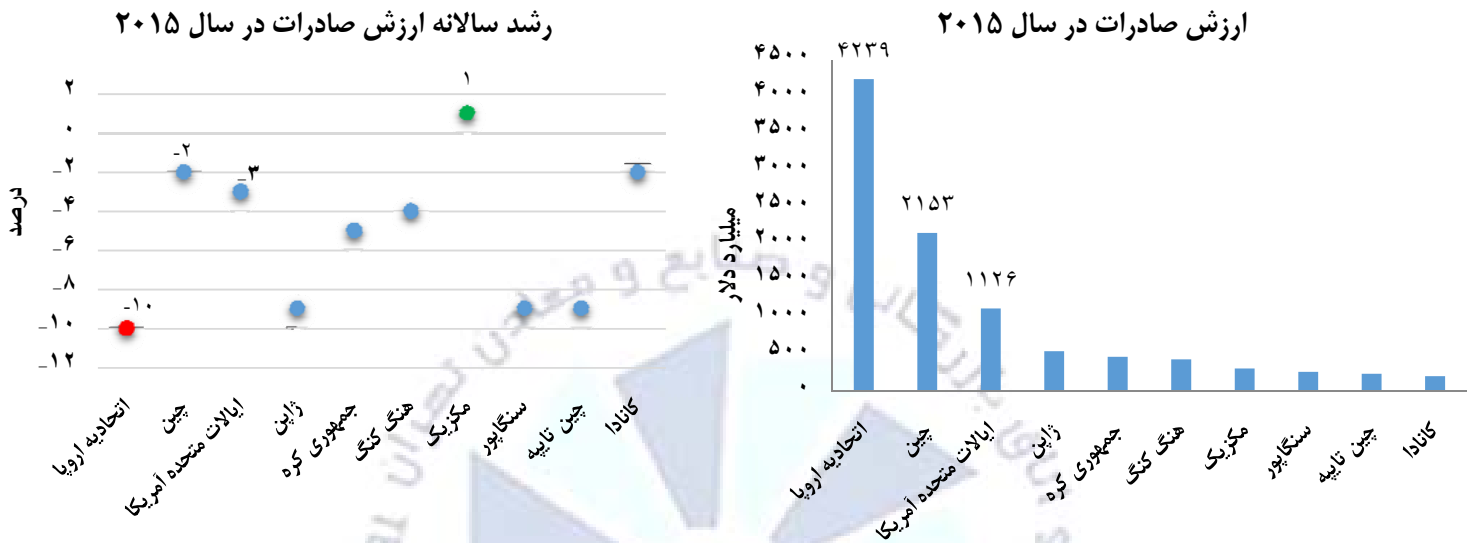 ارزش صادرات در سال ۲۰۱۵
میلیارد دلار
۴۵۰۰
۴۰۰۰
۳۵۰۰
۳۰۰۰
۲۵۰۰
۲۰۰۰
۱۵۰۰
۱۰۰۰
۵۰۰
۰
۴۲۳۹
۲۱۵۳
۱۱۲۶
اتحادیه اروپا
چین
ایالات متحده آمریکا
ژاپن
جمهوری کره
هنگ کنگ
مکزیک
سنگاپور
چین تایپه
کانادا
رشد سالانه ارزش صادرات در سال ۲۰۱۵
درصد
۲
۰
-۲
-۴
-۶
-۸
-۱۰
-۱۲
-۱۰
-۲
-۳
۱
اتحادیه اروپا
چین
ایالات متحده آمریکا
ژاپن
جمهوری کره
هنگ کنگ
مکزیک
سنگاپور
چین تایپه
کانادا